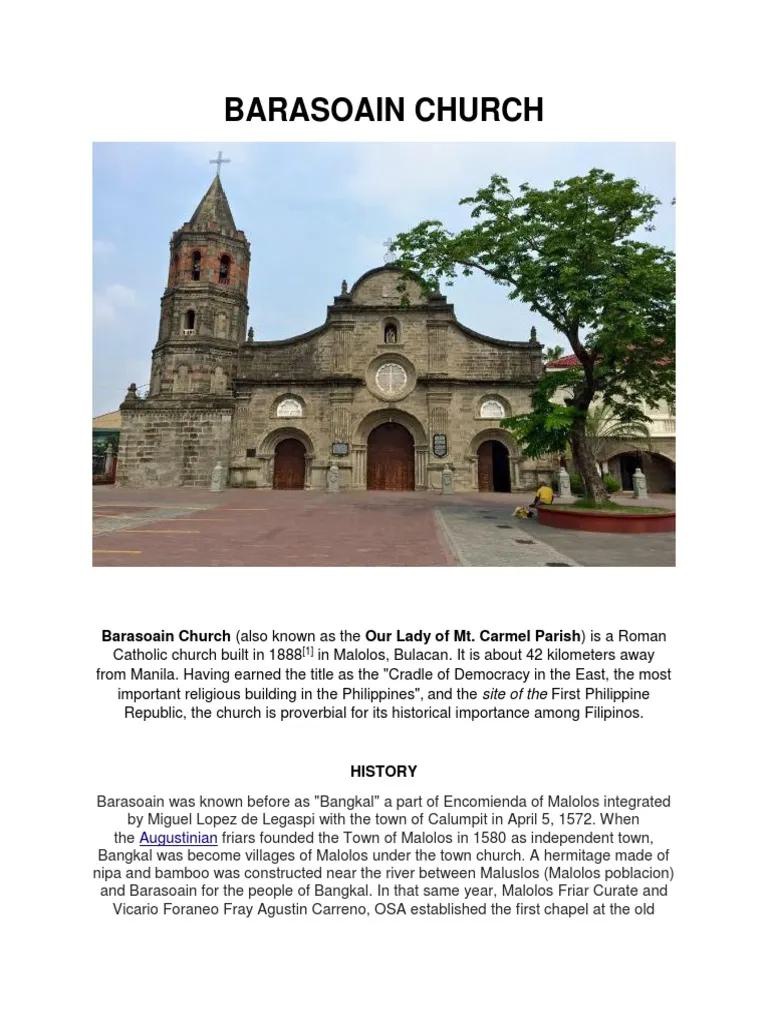 BARASOAIN CHURCH
Barasoain Church (also known as the Our Lady of Mt. Carmel Parish) is a Roman
Catholic church built in 1888[1] in Malolos, Bulacan. It is about 42 kilometers away
from Manila. Having earned the title as the "Cradle of Democracy in the East, the most
important religious building in the Philippines", and the site of the First Philippine
Republic, the church is proverbial for its historical importance among Filipinos.
HISTORY
Barasoain was known before as "Bangkal" a part of Encomienda of Malolos integrated
by Miguel Lopez de Legaspi with the town of Calumpit in April 5, 1572. When
the Augustinian friars founded the Town of Malolos in 1580 as independent town,
Bangkal was become villages of Malolos under the town church. A hermitage made of
nipa and bamboo was constructed near the river between Maluslos (Malolos poblacion)
and Barasoain for the people of Bangkal. In that same year, Malolos Friar Curate and
Vicario Foraneo Fray Agustin Carreno, OSA established the first chapel at the old